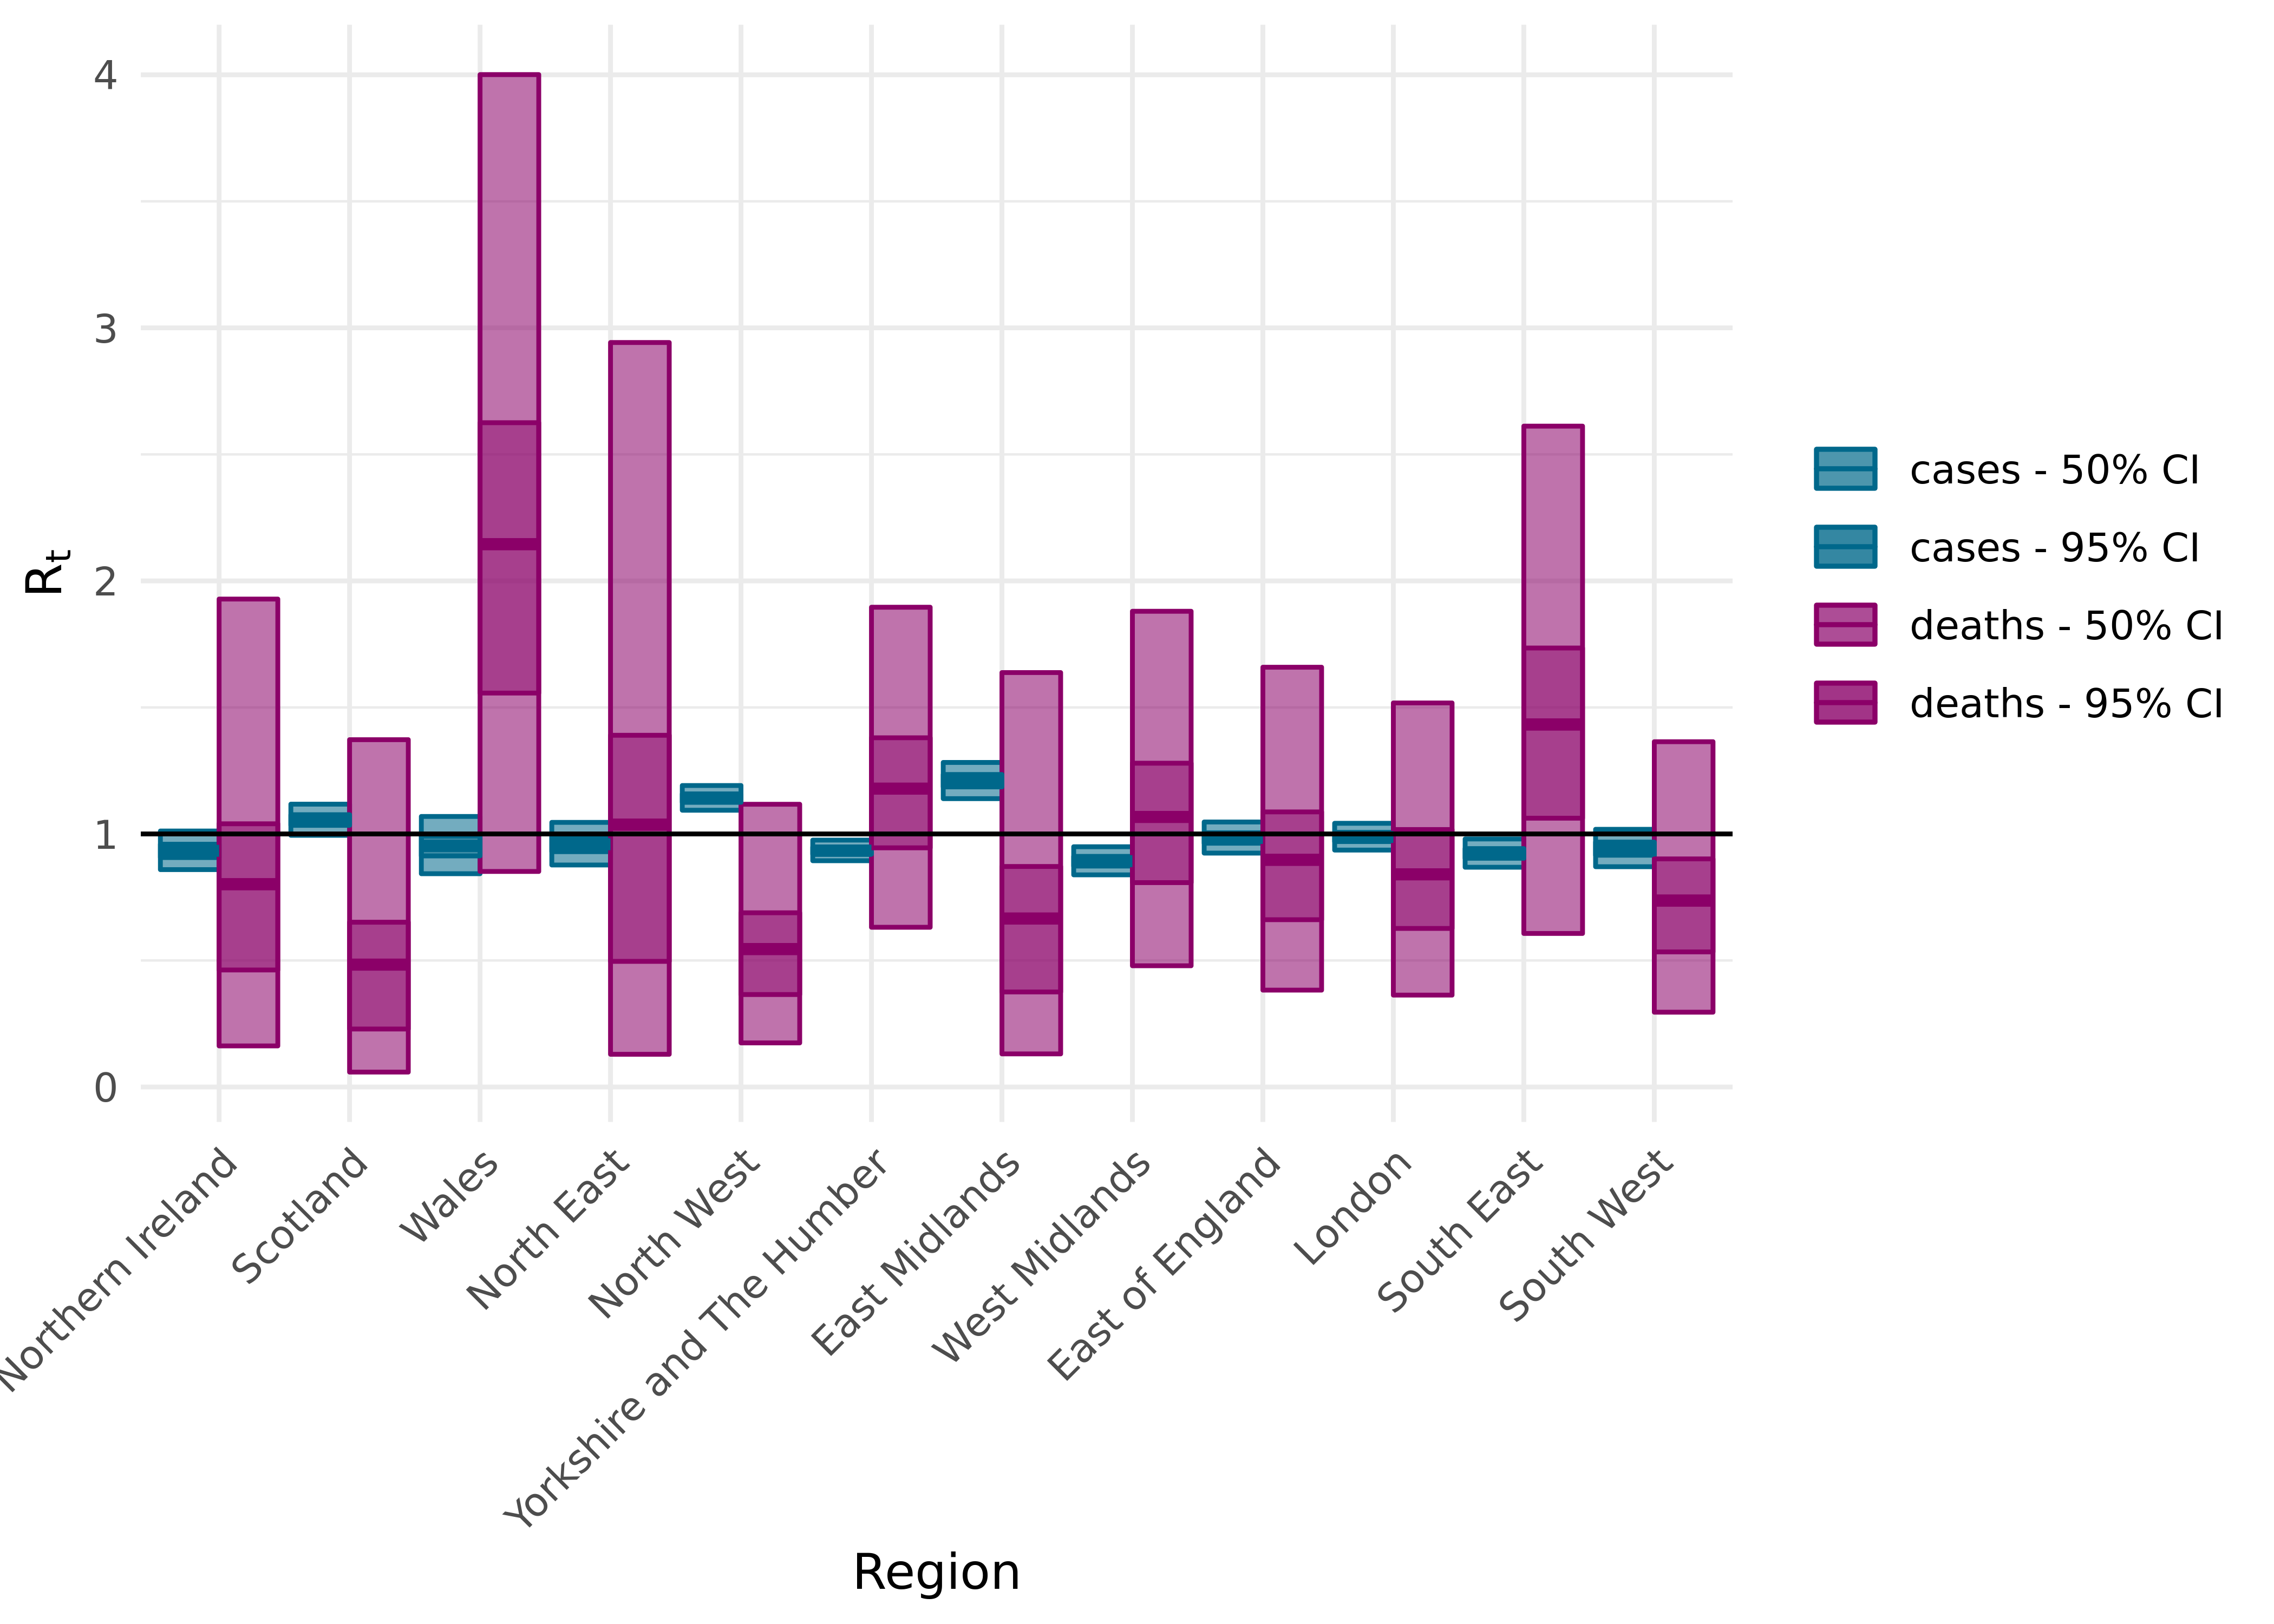 4
3
2
1
0
Rt
cases - 50% CI
cases - 95% CI
deaths - 50% CI
deaths - 95% CI
Northern Ireland
Scotland
Wales
North East
North West
Yorkshire and The Humber
East Midlands
West Midlands
East of England
London
South East
South West
Region